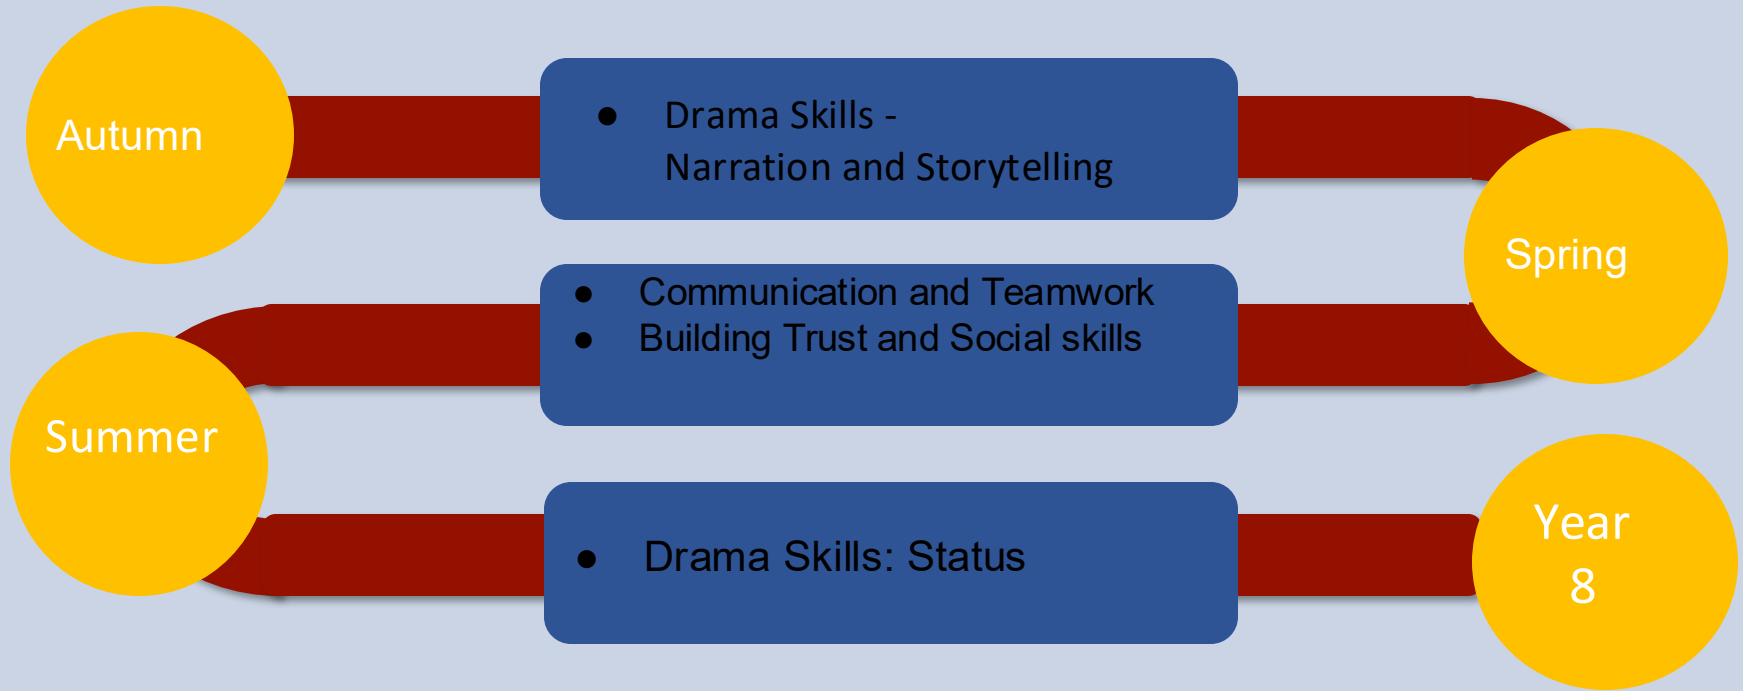 Autumn
● Drama Skills -
Narration and Storytelling
Spring
● Communication and Teamwork
● Building Trust and Social skills
Summer
● Drama Skills: Status
Year
8